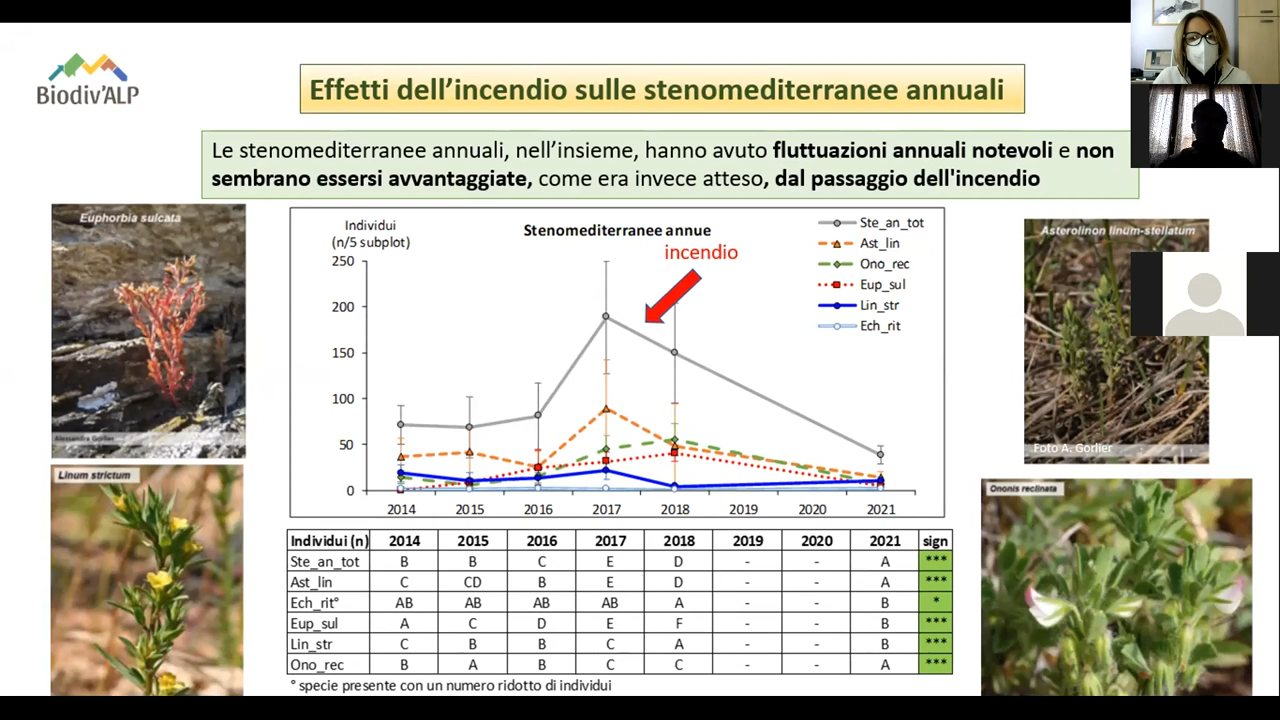 Biodiv'ALP
Effetti dell'incendio sulle stenomediterranee annuali
Le stenomediterranee annuali, nell'insieme, hanno avuto fluttuazioni annuali notevoli e non
sembrano essersi avvantaggiate, come era invece atteso, dal passaggio dell'incendio
Euphorbia sulcata
Alessandra Gorlier
Linum strictum
Individui
(n/5 subplot)
Stenomediterranee annue
incendio
Ste_an_tot
Ast_lin
Ono_rec
Eup_sul
Lin_str
Ech_rit
250
200
150
100
50
0
2014 2015 2016 2017 2018 2019 2020 2021
Individui (n) 2014 2015 2016 2017 2018 2019 2020 2021 sign
Ste_an_tot B B C E D - - A ***
Ast_lin C CD B E D - - A ***
Ech_rit° AB AB AB AB A - - B *
Eup_sul A C D E F - - B ***
Lin_str C B B C A - - B ***
Ono_rec B A B C C - - A ***
° specie presente con un numero ridotto di individui
Asterolinon linum-stellatum
Foto A. Gorlier
Ononis reclinata